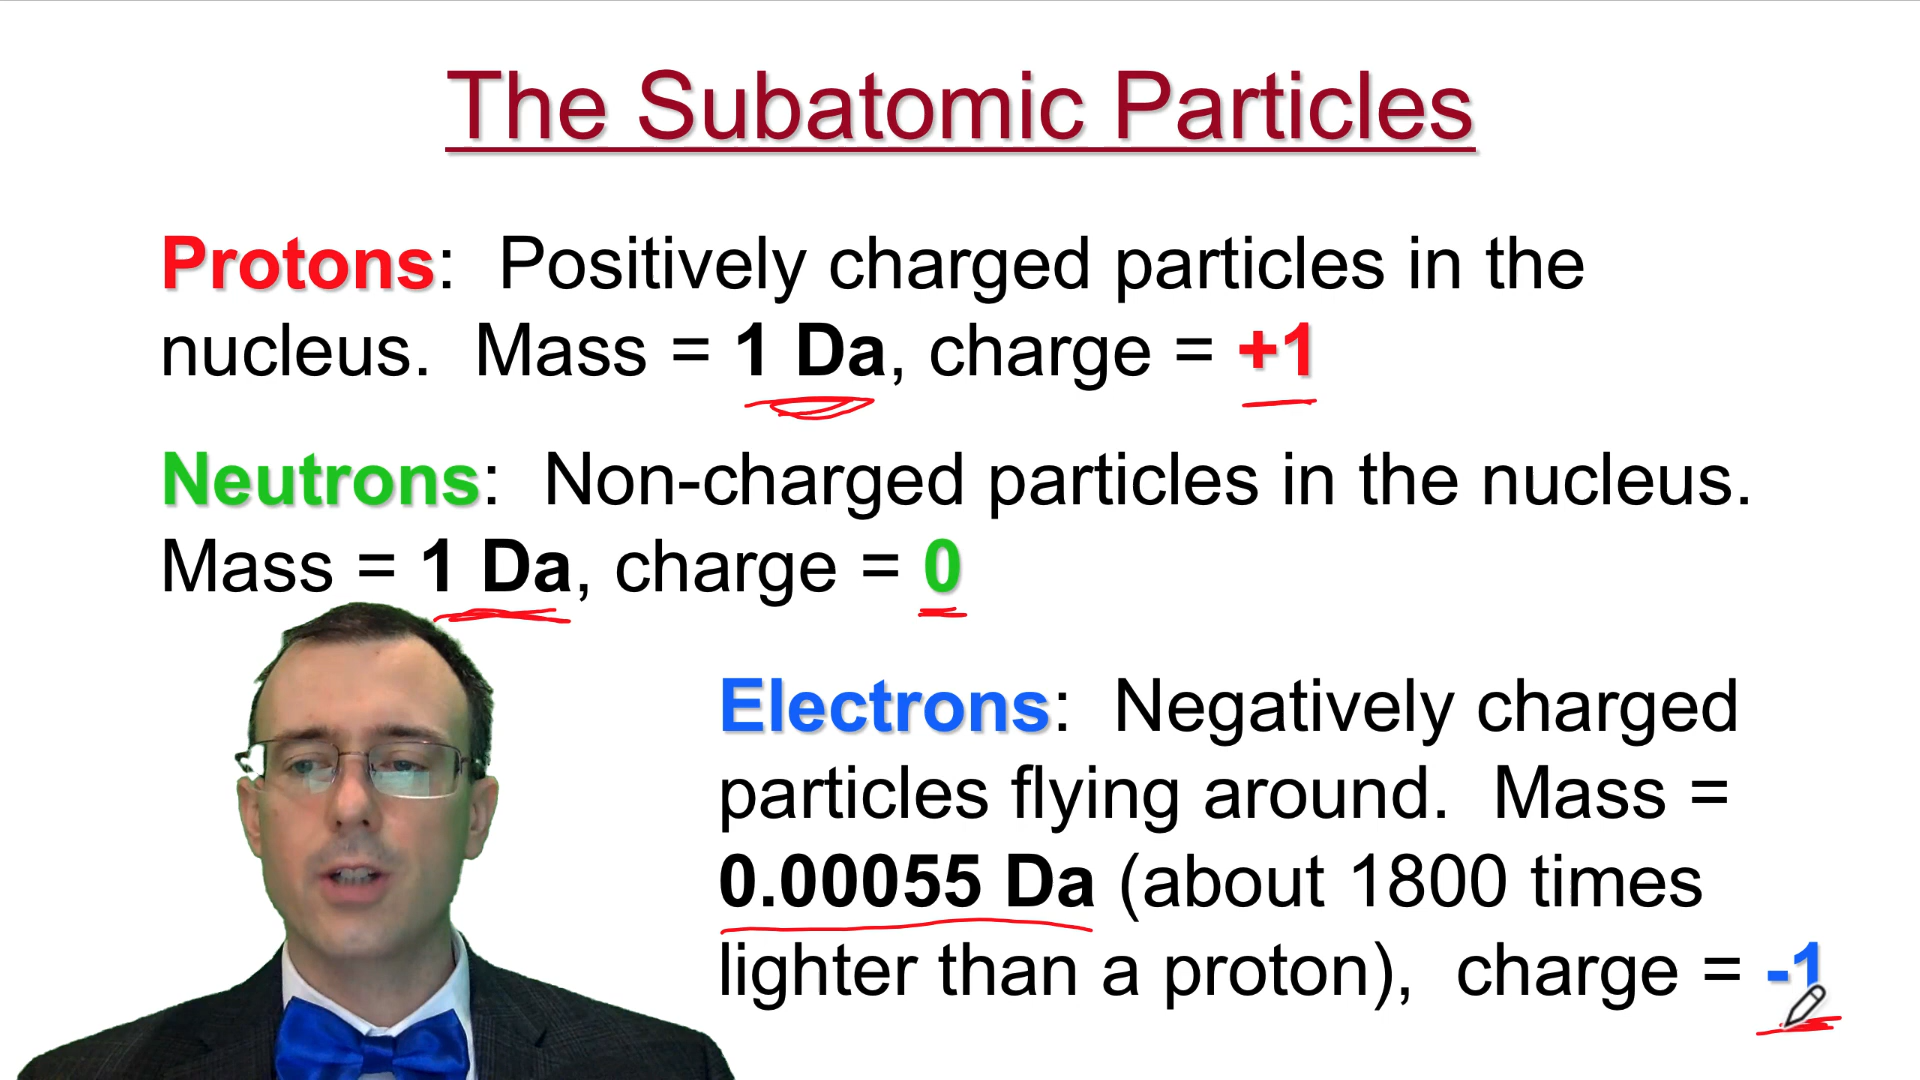 The Subatomic Particles
Protons:  Positively charged particles in the
nucleus.  Mass = 1 Da, charge = +1
Neutrons:  Non-charged particles in the nucleus.
Mass = 1 Da, charge = 0
Electrons:  Negatively charged
particles flying around.  Mass =
0.00055 Da (about 1800 times
lighter than a proton),  charge = -1